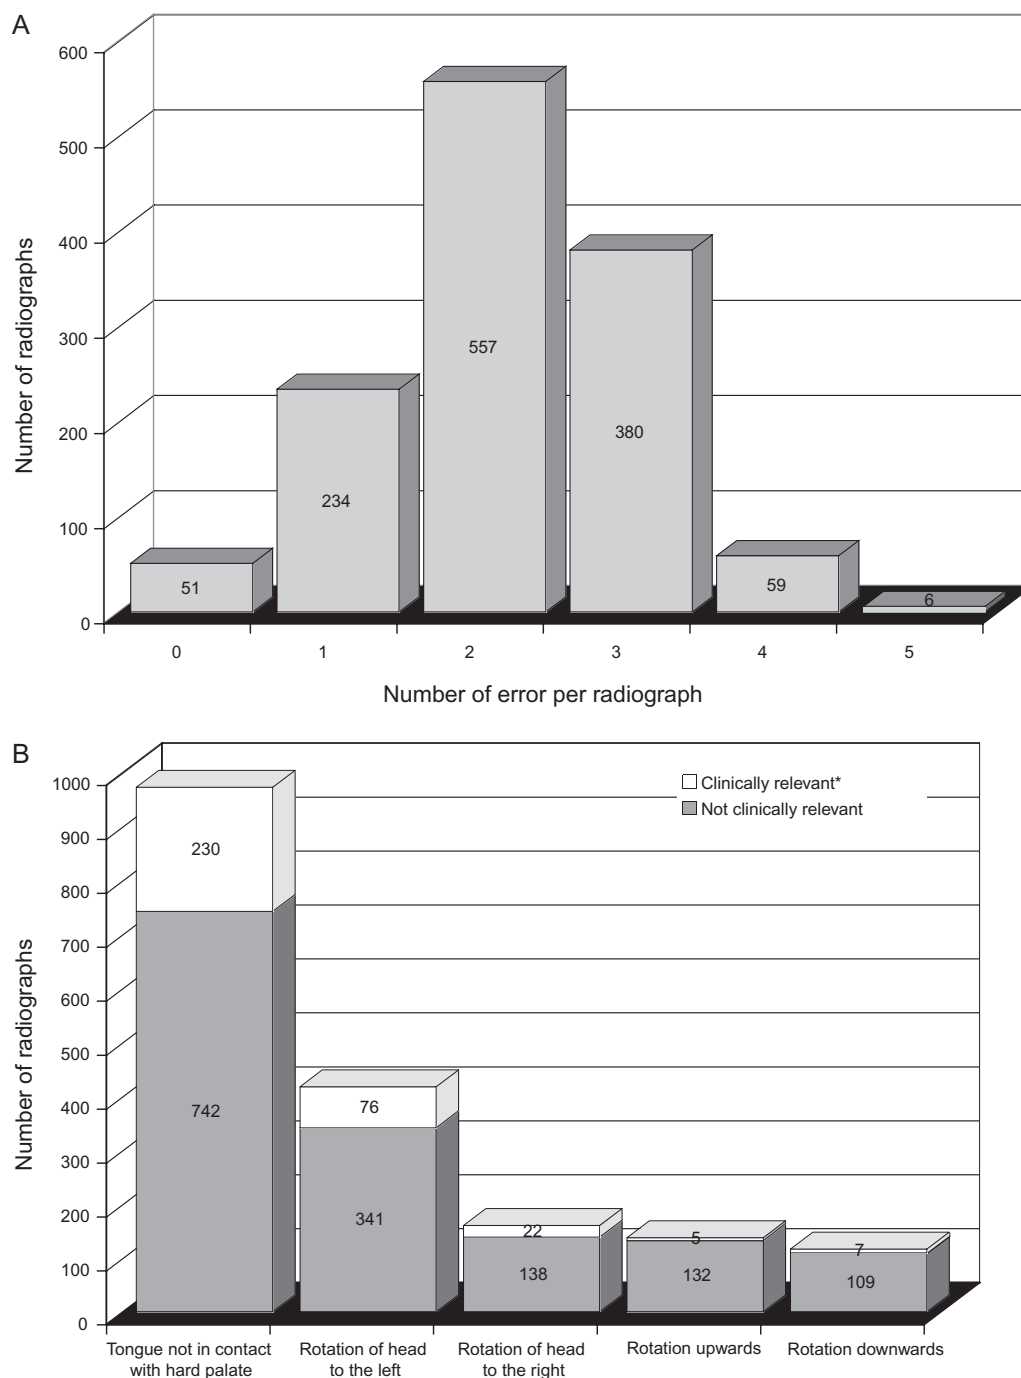 A
600
500
400
300
200
100
0
Number of radiographs
51
234
557
380
59
6
0 1 2 3 4 5
Number of error per radiograph
B
1000
900
800
700
600
500
400
300
200
100
0
Number of radiographs
Clinically relevant*
Not clinically relevant
230
742
76
341
22
138
5
132
7
109
Tongue not in contact
with hard palate
Rotation of head
to the left
Rotation of head
to the right
Rotation upwards
Rotation downwards